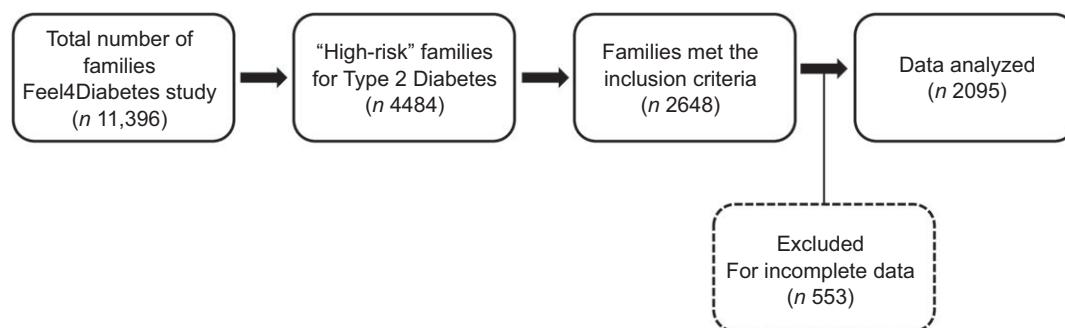 Total number of
families
Feel4Diabetes study
(n 11,396)
“High-risk” families
for Type 2 Diabetes
(n 4484)
Families met the
inclusion criteria
(n 2648)
Data analyzed
(n 2095)
Excluded
For incomplete data
(n 553)